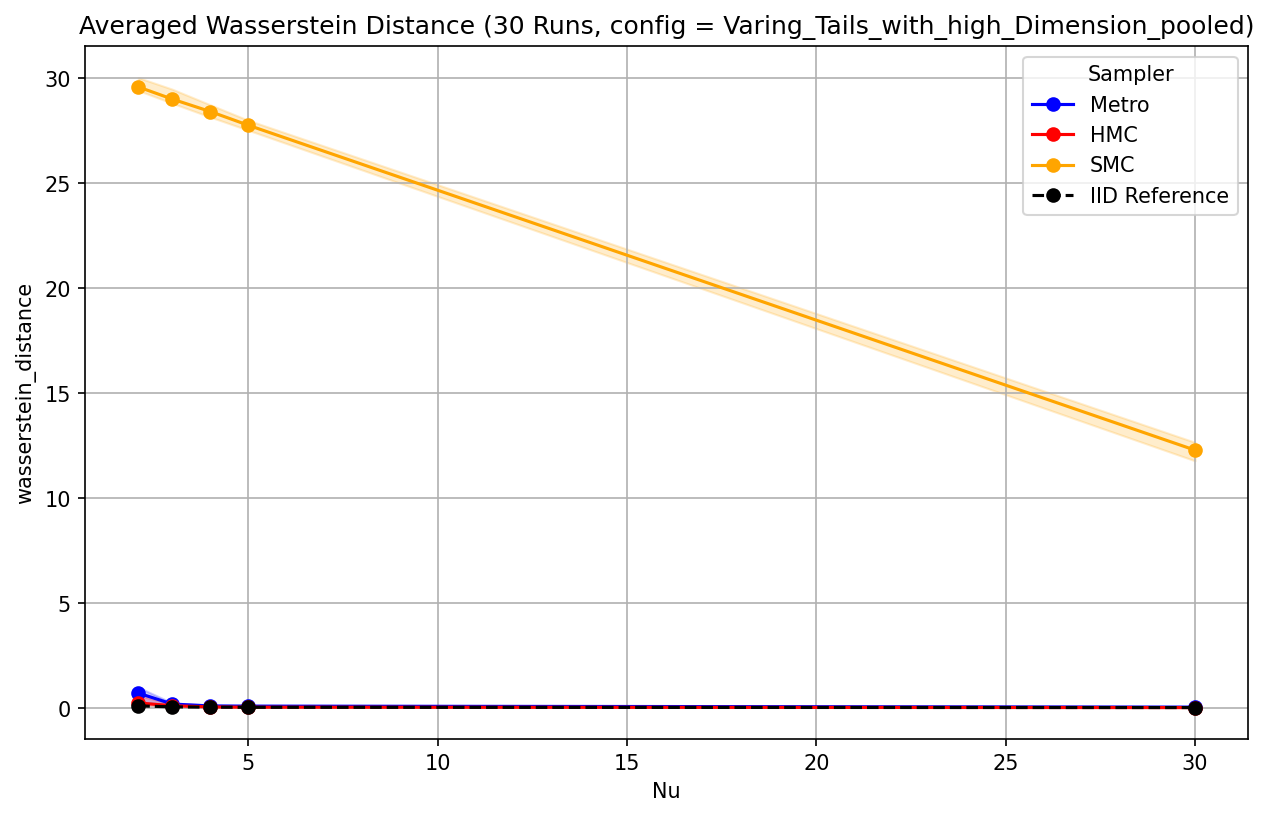 Averaged Wasserstein Distance (30 Runs, config = Varing_Tails_with_high_Dimension_pooled)
Sampler
Metro
HMC
SMC
IID Reference
wasserstein_distance
30
25
20
15
10
5
0
5
10
15
20
25
30
Nu